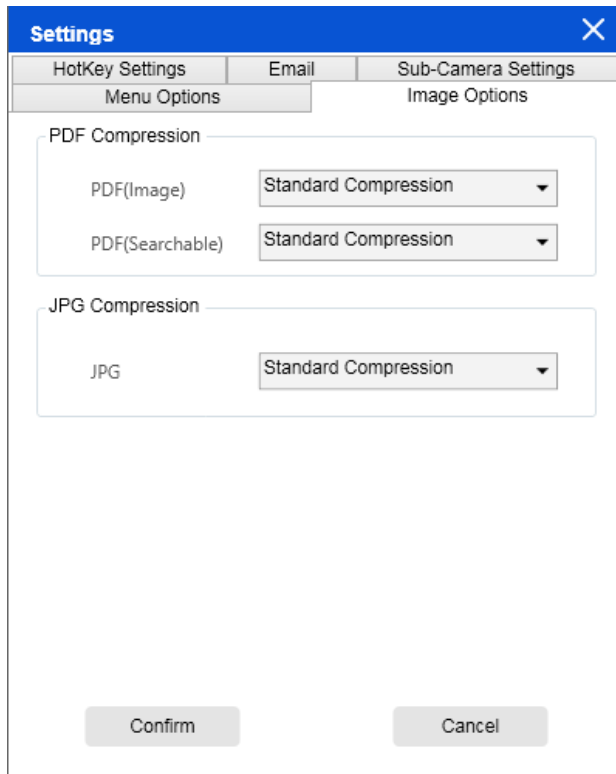 Settings
HotKey Settings Email Sub-Camera Settings
Menu Options Image Options
PDF Compression
PDF(Image) Standard Compression
PDF(Searchable) Standard Compression
JPG Compression
JPG Standard Compression
Confirm Cancel